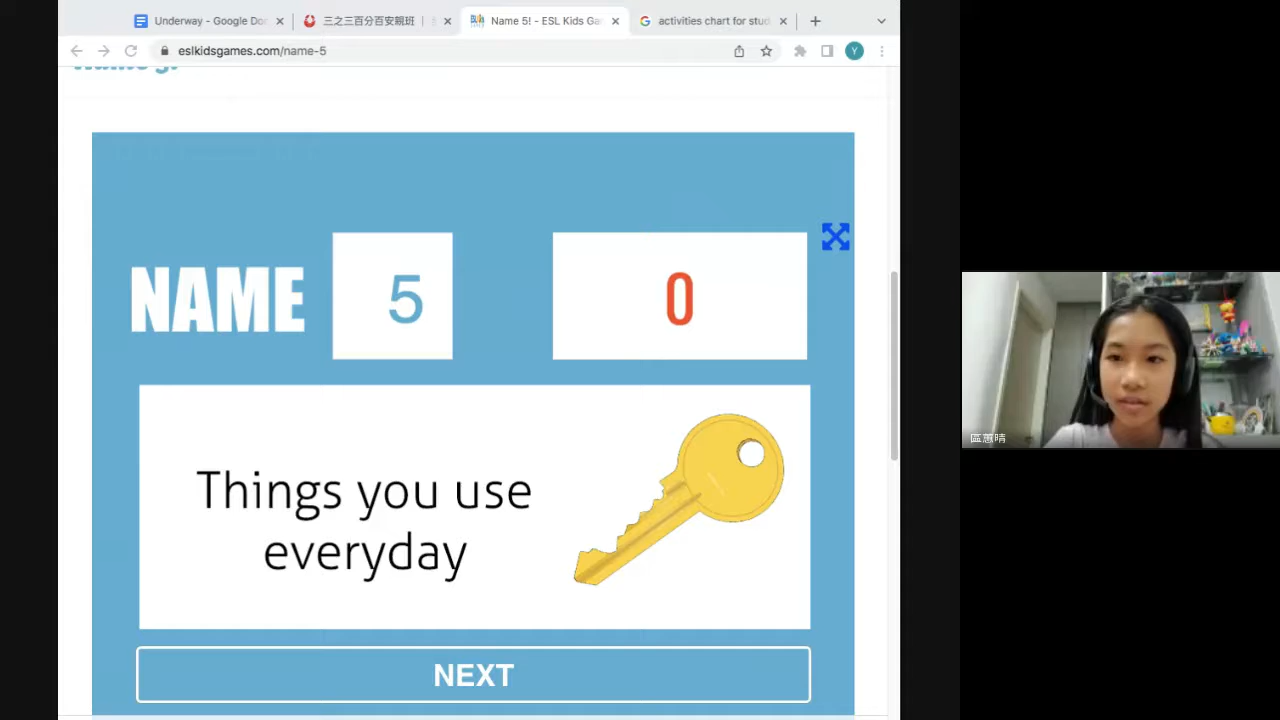 Underway - Google Do
三之三百分百安親班
Name 5! - ESL Kids Ga
activities chart for stud
eslkidsgames.com/name-5
Y
NAME
5
0
Things you use
everyday
NEXT
區蕙晴